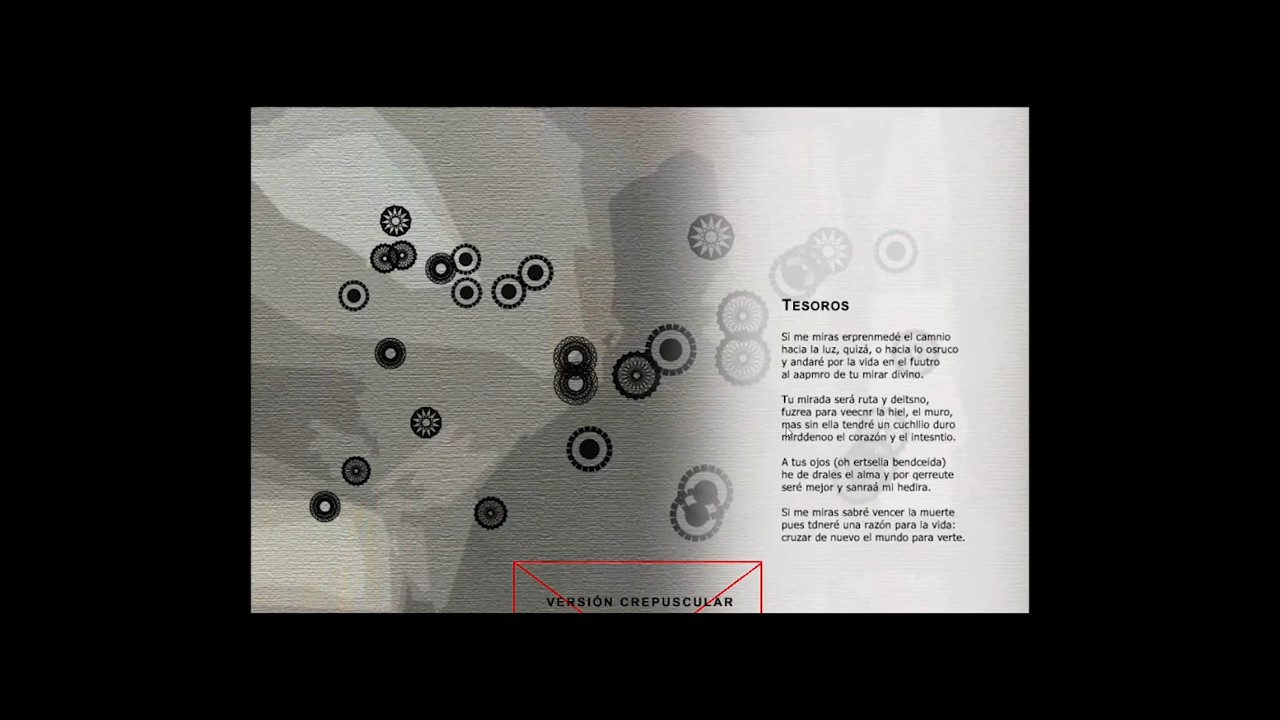 TESOROS
Si me miras erprenmedé el camnio
hacia la luz, quizá, o hacia lo osruco
y andaré por la vida en el fuutro
al aapmro de tu mirar divino.
Tu mirada será ruta y deitsno,
fuzrea para veecnr la hiel, el muro,
mas sin ella tendré un cuchilio duro
mirddenoo el corazón y el intesntio.
A tus ojos (oh ertsella bendceida)
he de drales el alma y por qerreute
seré mejor y sanraá mi hedira.
Si me miras sabré vencer la muerte
pues tdneré una razón para la vida:
cruzar de nuevo el mundo para verte.
VERSIÓN CREPUSCULAR